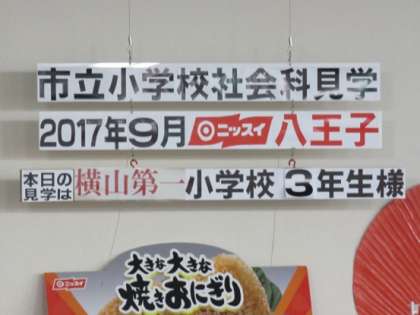 市立小学校社会科見学
2017年9月 ニッスイ 八王子
本日の
見学は 横山第一小学校 3年生様
ニッスイ
大きな大きな
焼きおにぎり